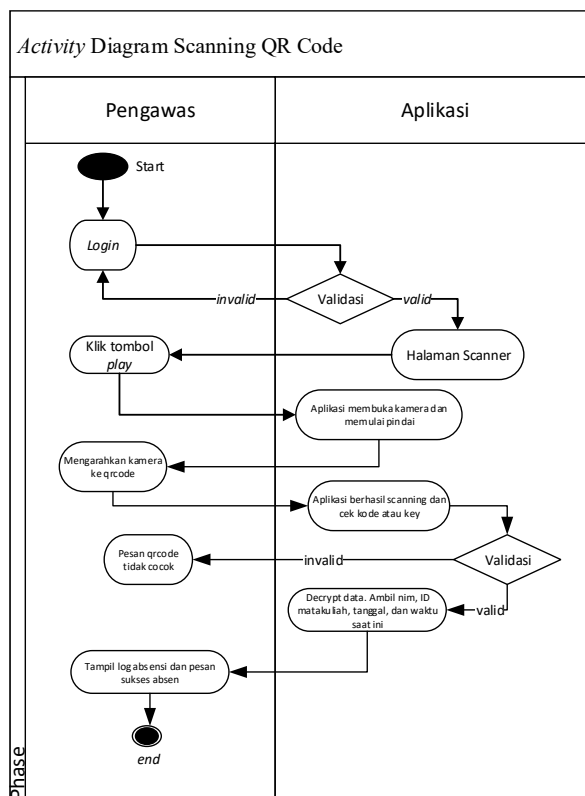 Activity Diagram Scanning QR Code
Pengawas
Aplikasi
Start
Login
invalid
Validasi
valid
Klik tombol
play
Halaman Scanner
Aplikasi membuka kamera dan
memulai pindai
Mengarahkan kamera
ke qrcode
Aplikasi berhasil scanning dan
cek kode atau key
Pesan qrcode
tidak cocok
invalid
Validasi
Decrypt data. Ambil nim, ID
matakuliah, tanggal, dan waktu
saat ini
valid
Tampil log absensi dan pesan
sukses absen
end
Phase